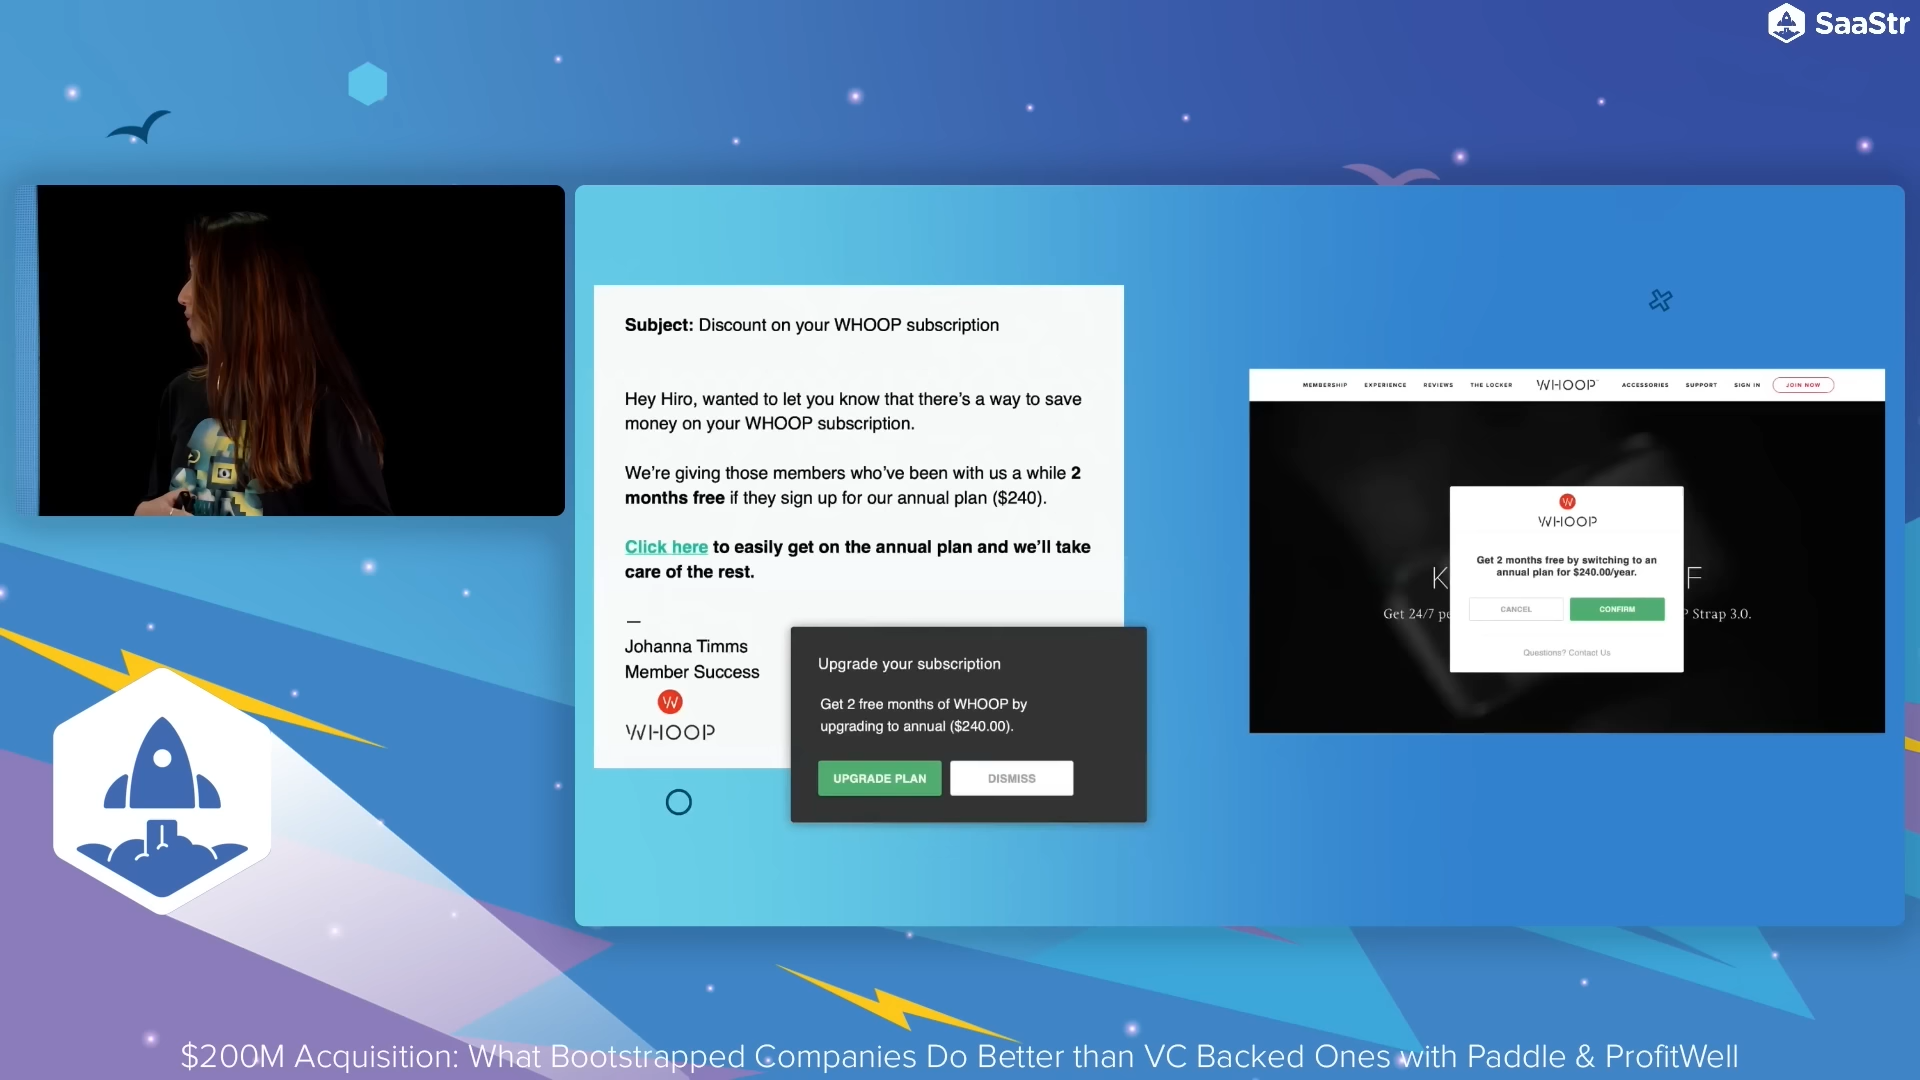 SaaStr
Subject: Discount on your WHOOP subscription
Hey Hiro, wanted to let you know that there's a way to save
money on your WHOOP subscription.
We're giving those members who've been with us a while 2
months free if they sign up for our annual plan ($240).
Click here to easily get on the annual plan and we'll take
care of the rest.
—
Johanna Timms
Member Success
W
WHOOP
Upgrade your subscription
Get 2 free months of WHOOP by
upgrading to annual ($240.00).
UPGRADE PLAN DISMISS
MEMBERSHIP EXPERIENCE REVIEWS THE LOCKER WHOOP ACCESSORIES SUPPORT SIGN IN JOIN NOW
W
WHOOP
Get 2 months free by switching to an
annual plan for $240.00/year.
K F
CANCEL CONFIRM
Get 24/7 Strap 3.0.
Questions? Contact Us
$200M Acquisition: What Bootstrapped Companies Do Better than VC Backed Ones with Paddle & ProfitWell